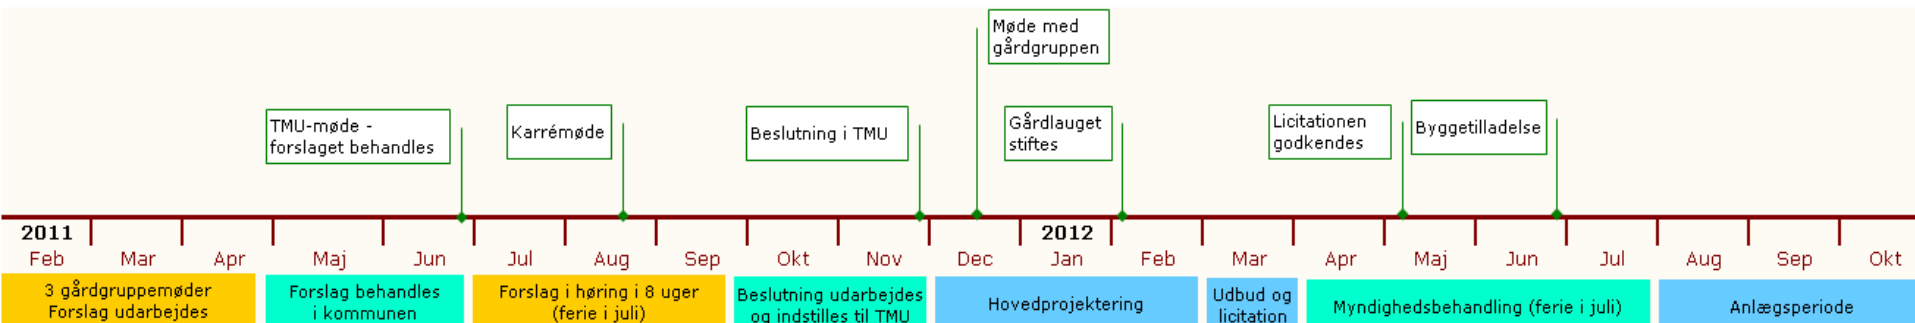 Møde med
gårdgruppen
TMU-møde -
forslaget behandles
Karrémøde
Beslutning i TMU
Gårdlauget
stiftes
Licitationen
godkendes
Byggetilladelse
2011
2012
Feb Mar Apr Maj Jun Jul Aug Sep Okt Nov Dec Jan Feb Mar Apr Maj Jun Jul Aug Sep Okt
3 gårdgruppemøder
Forslag udarbejdes
Forslag behandles
i kommunen
Forslag i høring i 8 uger
(ferie i juli)
Beslutning udarbejdes
og indstilles til TMU
Hovedprojektering
Udbud og
licitation
Myndighedsbehandling (ferie i juli)
Anlægsperiode